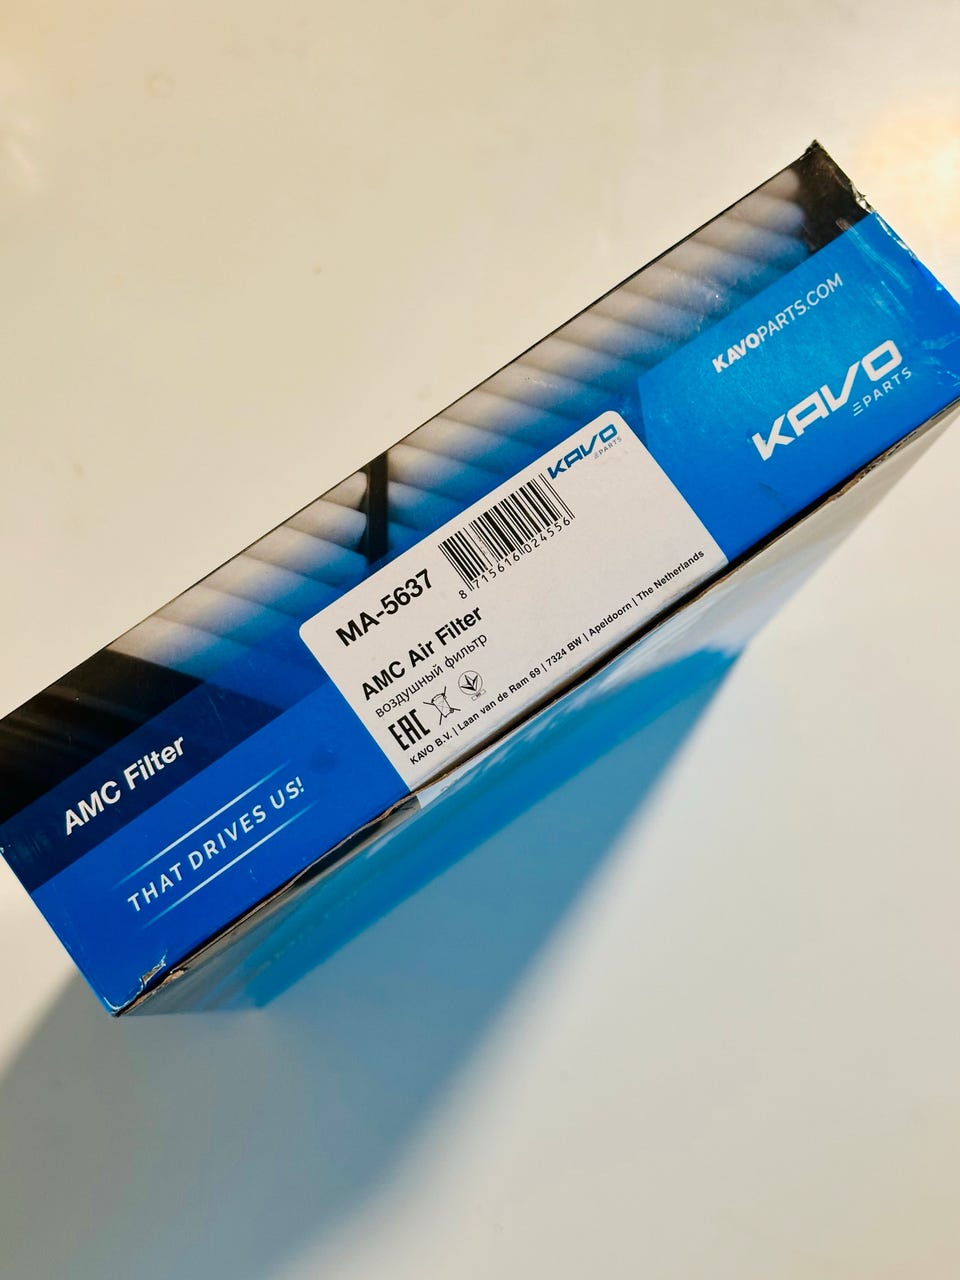 KAVOPARTS.COM
KAVO
PARTS
KAVO
PARTS
8 715616 024556
MA-5637
AMC Air Filter
воздушный фильтр
EAC
KAVO B.V. | Laan van de Ram 69 | 7324 BW | Apeldoorn | The Netherlands
AMC Filter
THAT DRIVES US!